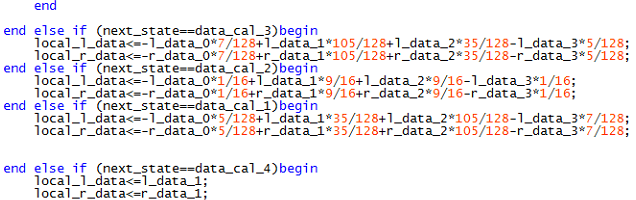 end
end else if (next_state==data_cal_3)begin
local_l_data<=-l_data_0*7/128+l_data_1*105/128+l_data_2*35/128-l_data_3*5/128;
local_r_data<=-r_data_0*7/128+r_data_1*105/128+r_data_2*35/128-r_data_3*5/128;
end else if (next_state==data_cal_2)begin
local_l_data<=-l_data_0*1/16+l_data_1*9/16+l_data_2*9/16-l_data_3*1/16;
local_r_data<=-r_data_0*1/16+r_data_1*9/16+r_data_2*9/16-r_data_3*1/16;
end else if (next_state==data_cal_1)begin
local_l_data<=-l_data_0*5/128+l_data_1*35/128+l_data_2*105/128-l_data_3*7/128;
local_r_data<=-r_data_0*5/128+r_data_1*35/128+r_data_2*105/128-r_data_3*7/128;
end else if (next_state==data_cal_4)begin
local_l_data<=l_data_1;
local_r_data<=r_data_1;